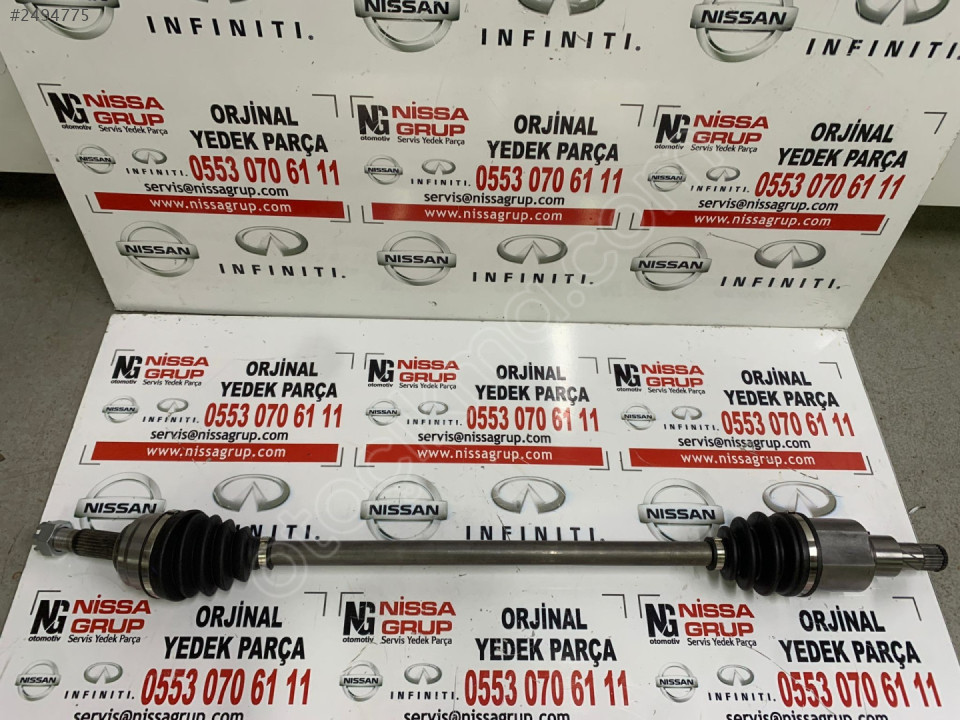 #2494775
NISSAN
INFINITI.
NISSAN
INFINITI.
NG NISSA GRUP
otomotiv Servis Yedek Parça
ORJİNAL
YEDEK PARÇA
NISSAN INFINITI. 0553 070 61 11
servis@nissagrup.com
www.nissagrup.com
NG NISSA GRUP
otomotiv Servis Yedek Parça
ORJİNAL
YEDEK PARÇA
NISSAN INFINITI. 0553 070 61 11
servis@nissagrup.com
www.nissagrup.com
NG NISSA GRUP
otomotiv Servis Yedek Parça
ORJİNAL
YEDEK PARÇA
NISSAN INFINITI. 0553 070 61 11
servis@nissagrup.com
www.nissagrup.com
NISSAN INFINITI. NISSAN INFINITI. NISSAN INFINITI.
NG NISSA GRUP
otomotiv Servis Yedek Parça
ORJİNAL
YEDEK PARÇA
NISSAN INFINITI. 0553 070 61 11
servis@nissagrup.com
www.nissagrup.com
NG NISSA GRUP
otomotiv Servis Yedek Parça
ORJİNAL
YEDEK PARÇA
NISSAN INFINITI. 0553 070 61 11
servis@nissagrup.com
www.nissagrup.com
NG NISSA GRUP
otomotiv Servis Yedek Parça
ORJİNAL
YEDEK PARÇA
NISSAN INFINITI. 0553 070 61 11
servis@nissagrup.com
www.nissagrup.com
NISSAN INFINITI. NISSAN INFINITI. NISSAN INFINITI.
NG NISSA GRUP
otomotiv Servis Yedek Parça
ORJİNAL
YEDEK PARÇA
NISSAN INFINITI. 0553 070 61 11
servis@nissagrup.com
NG NISSA GRUP
otomotiv Servis Yedek Parça
ORJİNAL
YEDEK PARÇA
NISSAN INFINITI. 0553 070 61 11
servis@nissagrup.com
NG NISSA GRUP
otomotiv Servis Yedek Parça
ORJİNAL
YEDEK PARÇA
NISSAN INFINITI. 0553 070 61 11